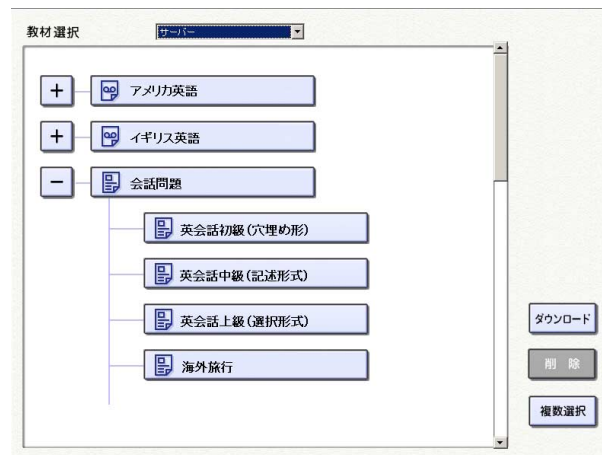 教材選択
サーバー
+ アメリカ英語
+ イギリス英語
− 会話問題
英会話初級(穴埋め形)
英会話中級(記述形式)
英会話上級(選択形式)
海外旅行
ダウンロード
削 除
複数選択